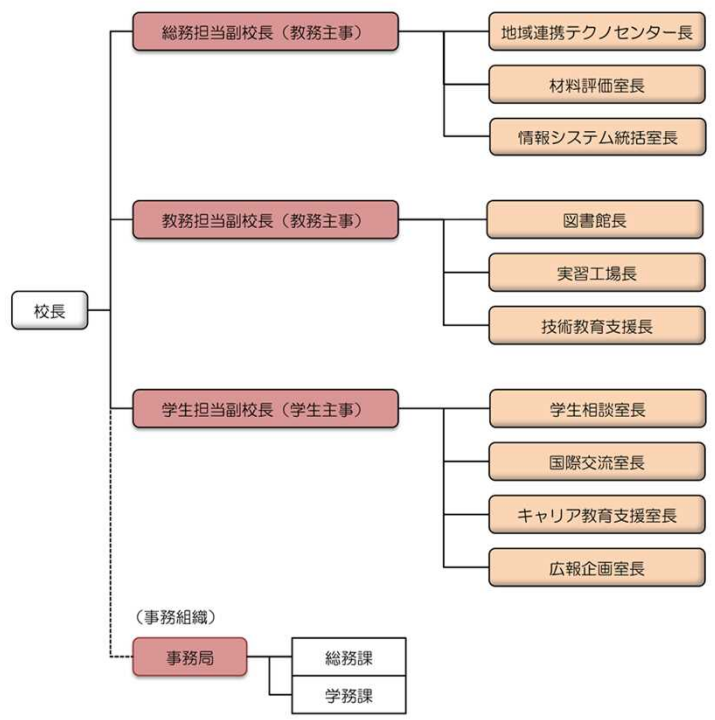 総務担当副校長（教務主事）
地域連携テクノセンター長
材料評価室長
情報システム統括室長
教務担当副校長（教務主事）
図書館長
実習工場長
技術教育支援長
校長
学生担当副校長（学生主事）
学生相談室長
国際交流室長
キャリア教育支援室長
広報企画室長
（事務組織）
事務局
総務課
学務課